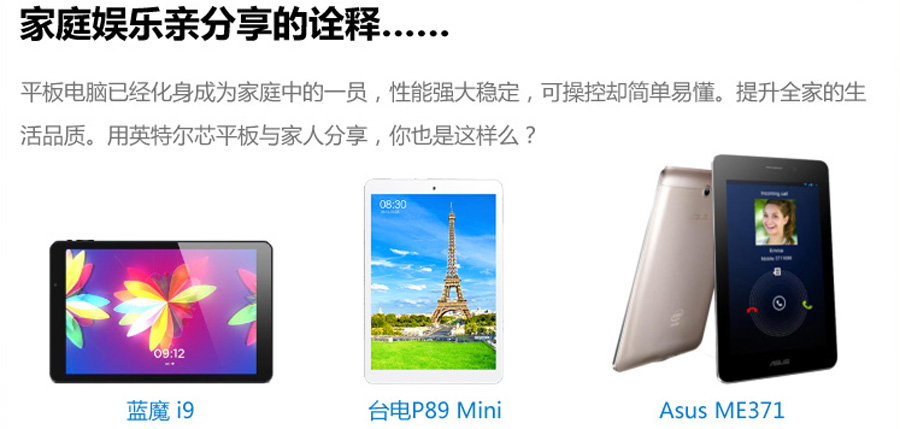 家庭娱乐亲分享的诠释......
平板电脑已经化身成为家庭中的一员，性能强大稳定，可操控却简单易懂。提升全家的生
活品质。用英特尔芯平板与家人分享，你也是这样么？
Incoming call
08:30
ASUS
Emma
09:12
intel
ASUS
蓝魔 i9
台电P89 Mini
Asus ME371